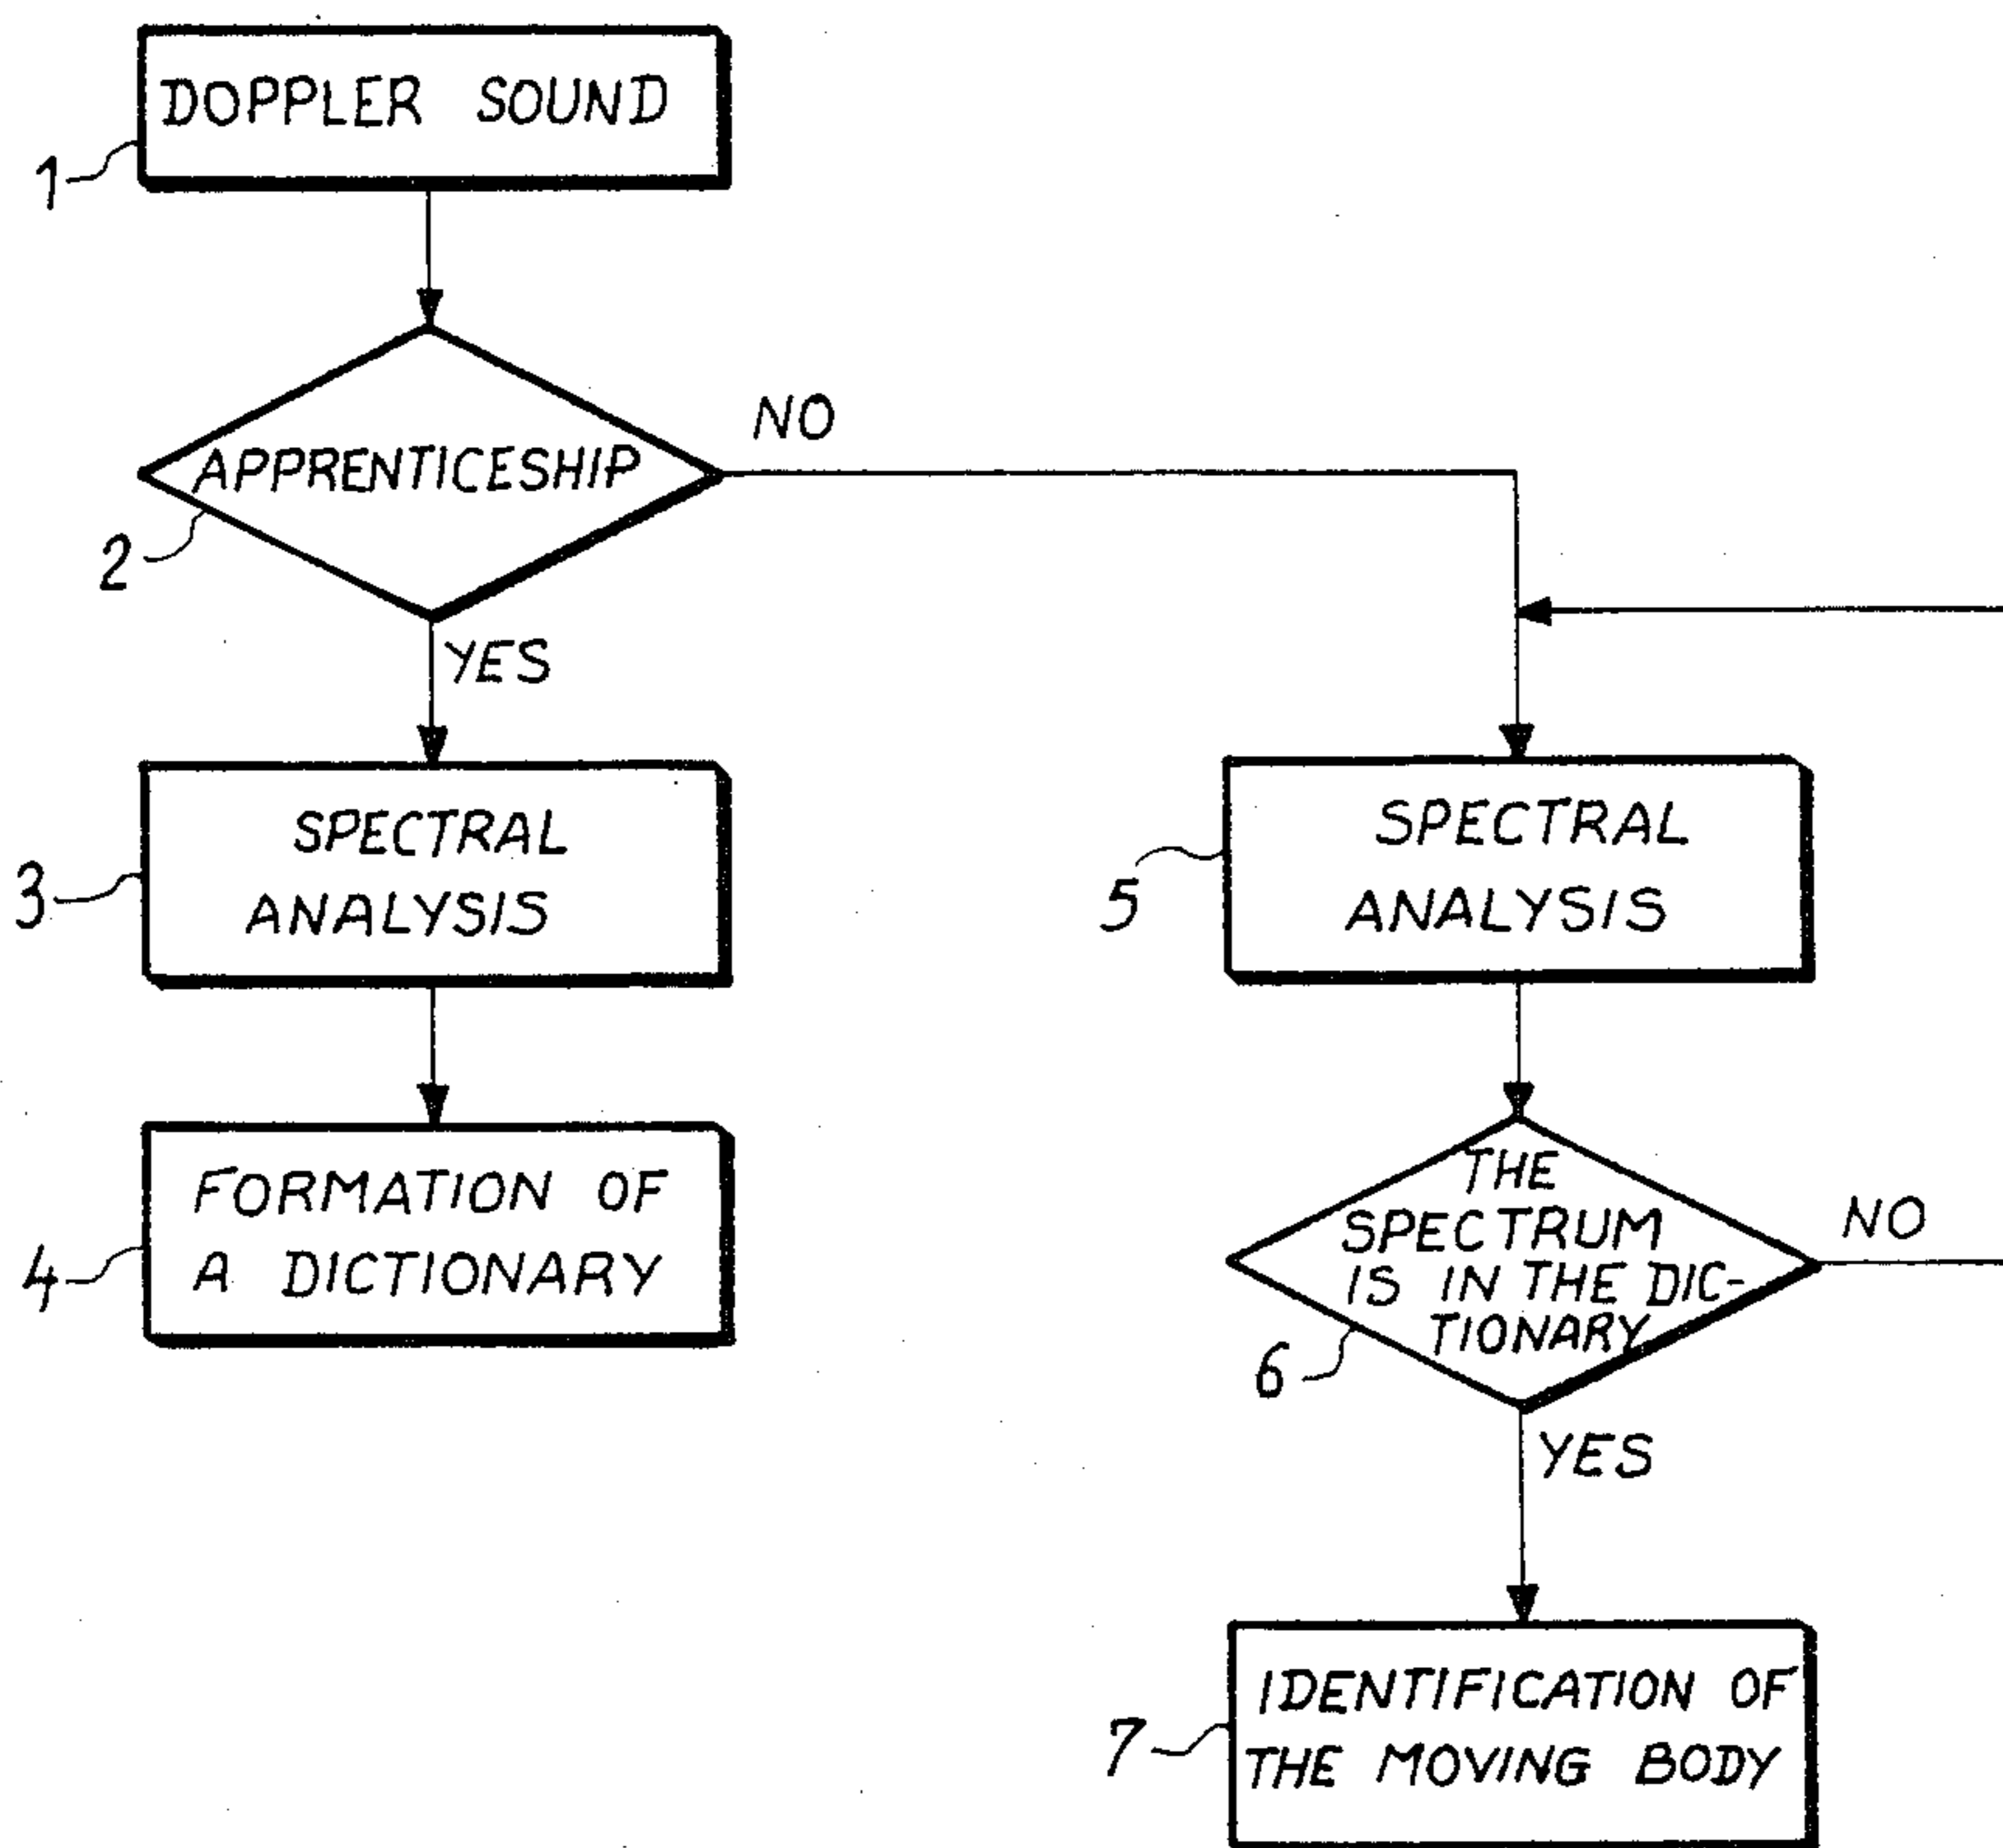 DOPPLER SOUND
1
APPRENTICESHIP
NO
2
YES
SPECTRAL
ANALYSIS
3
FORMATION OF
A DICTIONARY
4
SPECTRAL
ANALYSIS
5
THE
SPECTRUM
IS IN THE DIC-
TIONARY
NO
6
YES
IDENTIFICATION OF
THE MOVING BODY
7